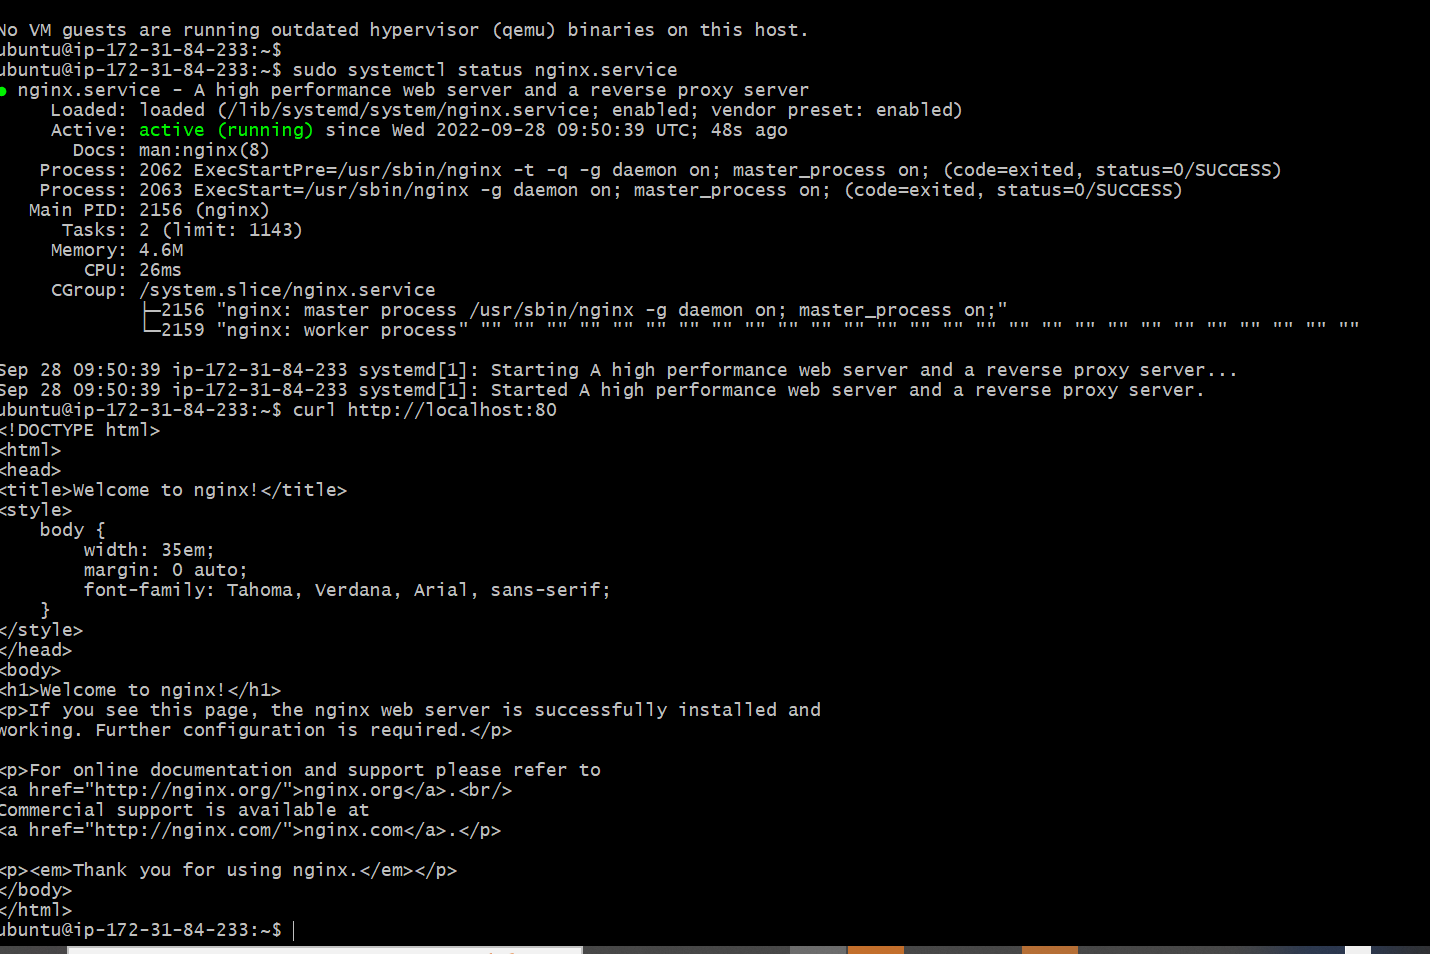 No VM guests are running outdated hypervisor (qemu) binaries on this host.
ubuntu@ip-172-31-84-233:~$
ubuntu@ip-172-31-84-233:~$ sudo systemctl status nginx.service
● nginx.service - A high performance web server and a reverse proxy server
     Loaded: loaded (/lib/systemd/system/nginx.service; enabled; vendor preset: enabled)
     Active: active (running) since Wed 2022-09-28 09:50:39 UTC; 48s ago
       Docs: man:nginx(8)
    Process: 2062 ExecStartPre=/usr/sbin/nginx -t -q -g daemon on; master_process on; (code=exited, status=0/SUCCESS)
    Process: 2063 ExecStart=/usr/sbin/nginx -g daemon on; master_process on; (code=exited, status=0/SUCCESS)
   Main PID: 2156 (nginx)
      Tasks: 2 (limit: 1143)
     Memory: 4.6M
        CPU: 26ms
     CGroup: /system.slice/nginx.service
             ├─2156 "nginx: master process /usr/sbin/nginx -g daemon on; master_process on;"
             └─2159 "nginx: worker process" "" "" "" "" "" "" "" "" "" "" "" "" "" "" "" "" "" "" "" "" "" "" "" "" "" "" ""
Sep 28 09:50:39 ip-172-31-84-233 systemd[1]: Starting A high performance web server and a reverse proxy server...
Sep 28 09:50:39 ip-172-31-84-233 systemd[1]: Started A high performance web server and a reverse proxy server.
ubuntu@ip-172-31-84-233:~$ curl http://localhost:80
<!DOCTYPE html>
<html>
<head>
<title>Welcome to nginx!</title>
<style>
    body {
        width: 35em;
        margin: 0 auto;
        font-family: Tahoma, Verdana, Arial, sans-serif;
    }
</style>
</head>
<body>
<h1>Welcome to nginx!</h1>
<p>If you see this page, the nginx web server is successfully installed and
working. Further configuration is required.</p>
<p>For online documentation and support please refer to
<a href="http://nginx.org/">nginx.org</a>.<br/>
Commercial support is available at
<a href="http://nginx.com/">nginx.com</a>.</p>
<p><em>Thank you for using nginx.</em></p>
</body>
</html>
ubuntu@ip-172-31-84-233:~$